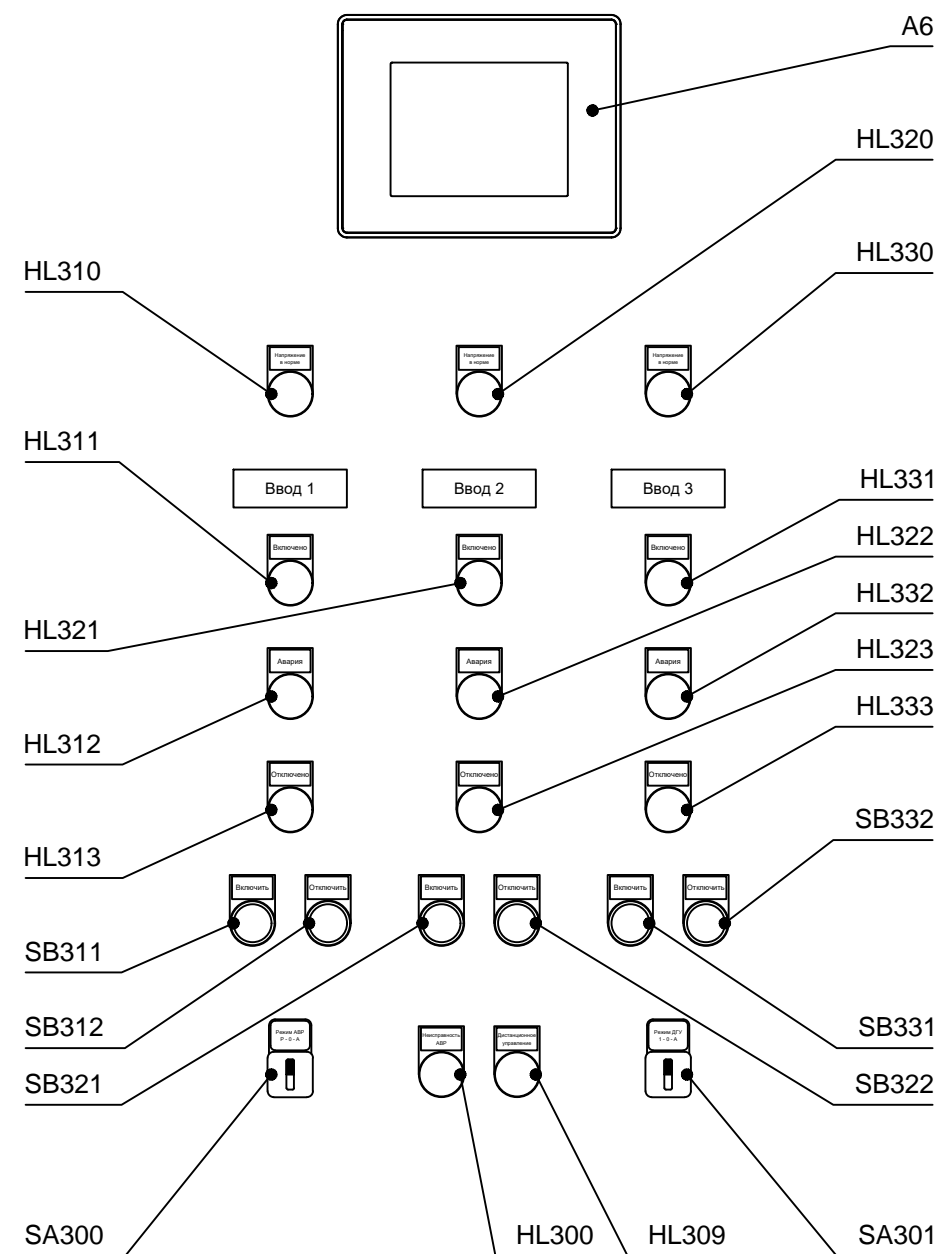 A6
HL320
HL330
HL310
Напряжение
в норме
Напряжение
в норме
Напряжение
в норме
HL311
Ввод 1
Ввод 2
Ввод 3
HL331
HL322
Включено
Включено
Включено
HL321
HL332
Авария
Авария
Авария
HL323
HL312
HL333
Отключено
Отключено
Отключено
SB332
HL313
Включить
Отключить
Включить
Отключить
Включить
Отключить
SB311
SB312
SB331
Режим АВР
Р - 0 - А
Неисправность
АВР
Дистанционное
управление
Режим ДГУ
1 - 0 - А
SB321
SB322
SA300
HL300
HL309
SA301